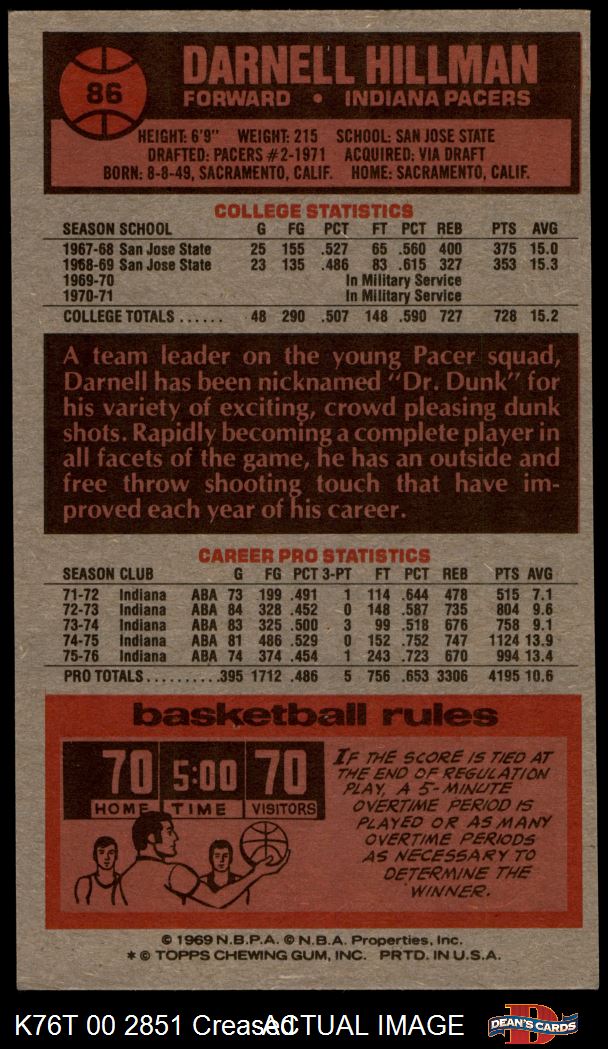 86
DARNELL HILLMAN
FORWARD • INDIANA PACERS
HEIGHT: 6'9" WEIGHT: 215 SCHOOL: SAN JOSE STATE
DRAFTED: PACERS #2-1971 ACQUIRED: VIA DRAFT
BORN: 8-8-49, SACRAMENTO, CALIF. HOME: SACRAMENTO, CALIF.
COLLEGE STATISTICS
SEASON SCHOOL G FG PCT FT PCT REB PTS AVG
1967-68 San Jose State 25 155 .527 65 .560 400 375 15.0
1968-69 San Jose State 23 135 .486 83 .615 327 353 15.3
1969-70 In Military Service
1970-71 In Military Service
COLLEGE TOTALS ...... 48 290 .507 148 .590 727 728 15.2
A team leader on the young Pacer squad,
Darnell has been nicknamed "Dr. Dunk" for
his variety of exciting, crowd pleasing dunk
shots. Rapidly becoming a complete player in
all facets of the game, he has an outside and
free throw shooting touch that have im-
proved each year of his career.
CAREER PRO STATISTICS
SEASON CLUB G FG PCT 3-PT FT PCT REB PTS AVG
71-72 Indiana ABA 73 199 .491 1 114 .644 478 515 7.1
72-73 Indiana ABA 84 328 .452 0 148 .587 735 804 9.6
73-74 Indiana ABA 83 325 .500 3 99 .518 676 758 9.1
74-75 Indiana ABA 81 486 .529 0 152 .752 747 1124 13.9
75-76 Indiana ABA 74 374 .454 1 243 .723 670 994 13.4
PRO TOTALS..........395 1712 .486 5 756 .653 3306 4195 10.6
basketball rules
70 5:00 70
HOME TIME VISITORS
IF THE SCORE IS TIED AT
THE END OF REGULATION
PLAY, A 5-MINUTE
OVERTIME PERIOD IS
PLAYED OR AS MANY
OVERTIME PERIODS
AS NECESSARY TO
DETERMINE THE
WINNER.
© 1969 N.B.P.A. © N.B.A. Properties, Inc.
* © TOPPS CHEWING GUM, INC. PRTD. IN U.S.A.
K76T 00 2851 Creased ACTUAL IMAGE
DEAN'S CARDS